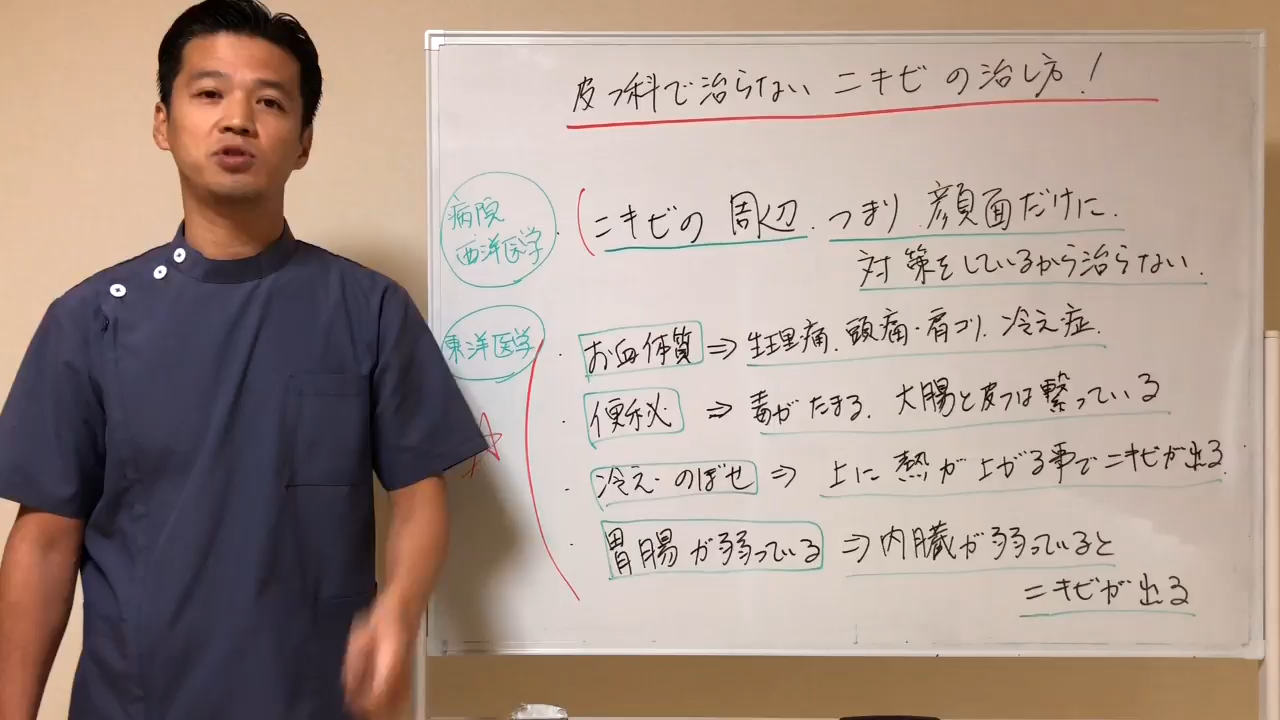 皮フ科で治らない ニキビの治し方!
病院
西洋医学
ニキビの周辺.つまり顔面だけに.
対策をしているから治らない.
東洋医学
・お血体質 ⇒ 生理痛.頭痛・肩コリ.冷え症.
・便秘 ⇒ 毒がたまる.大腸と皮フは繋っている
・冷え・のぼせ ⇒ 上に熱が上がる事でニキビが出る
・胃腸が弱っている ⇒ 内臓が弱っていると
ニキビが出る